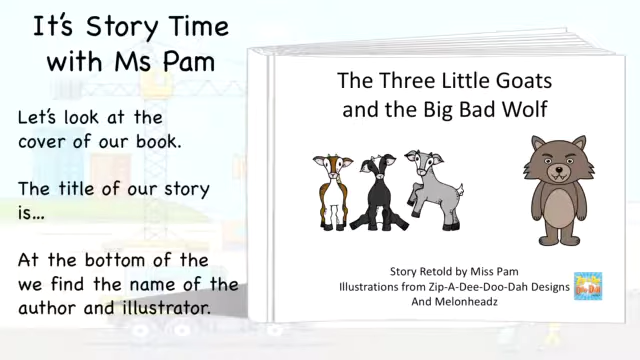 It's Story Time
with Ms Pam
Let's look at the
cover of our book.
The title of our story
is...
At the bottom of the
we find the name of the
author and illustrator.
The Three Little Goats
and the Big Bad Wolf
Story Retold by Miss Pam
Illustrations from Zip-A-Dee-Doo-Dah Designs
And Melonheadz